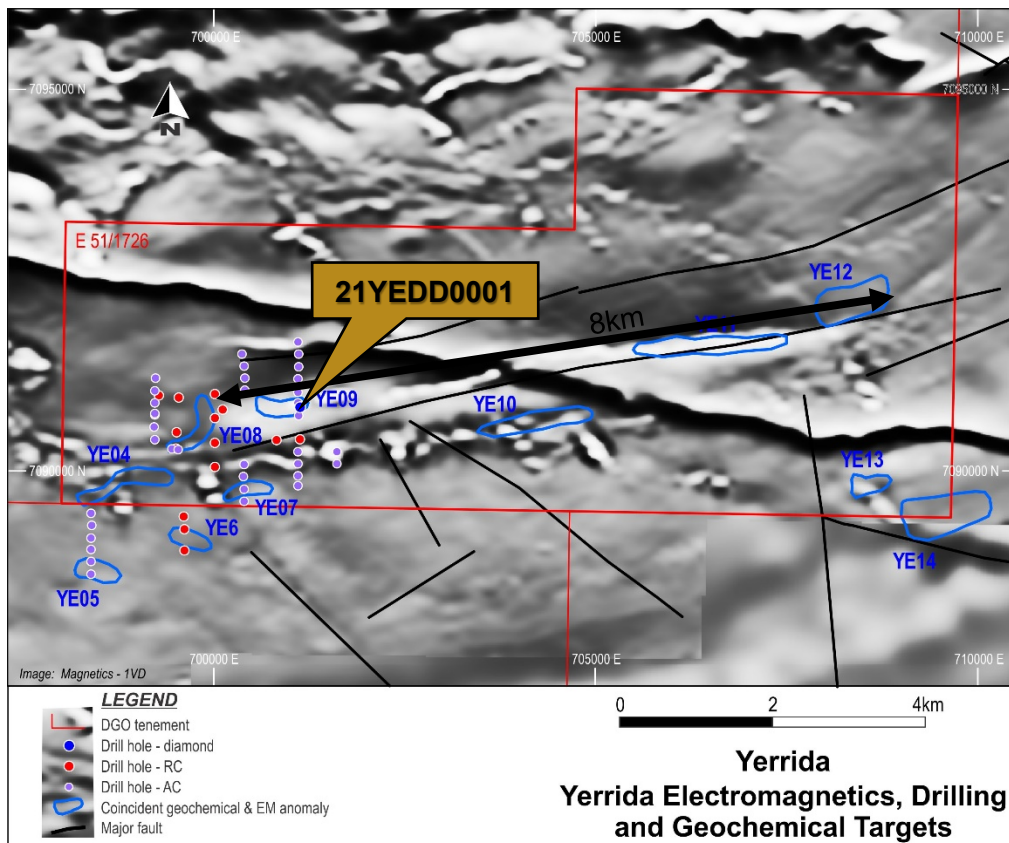 700000 E
705000 E
710000 E
7095000 N
7095000 N
N
E 51/1726
21YEDD0001
YE12
8km
YE09
YE10
YE08
YE04
7090000 N
7090000 N
YE13
YE07
YE6
YE14
YE05
700000 E
705000 E
710000 E
Image: Magnetics - 1VD
LEGEND
DGO tenement
Drill hole - diamond
Drill hole - RC
Drill hole - AC
Coincident geochemical & EM anomaly
Major fault
0
2
4km
Yerrida
Yerrida Electromagnetics, Drilling
and Geochemical Targets